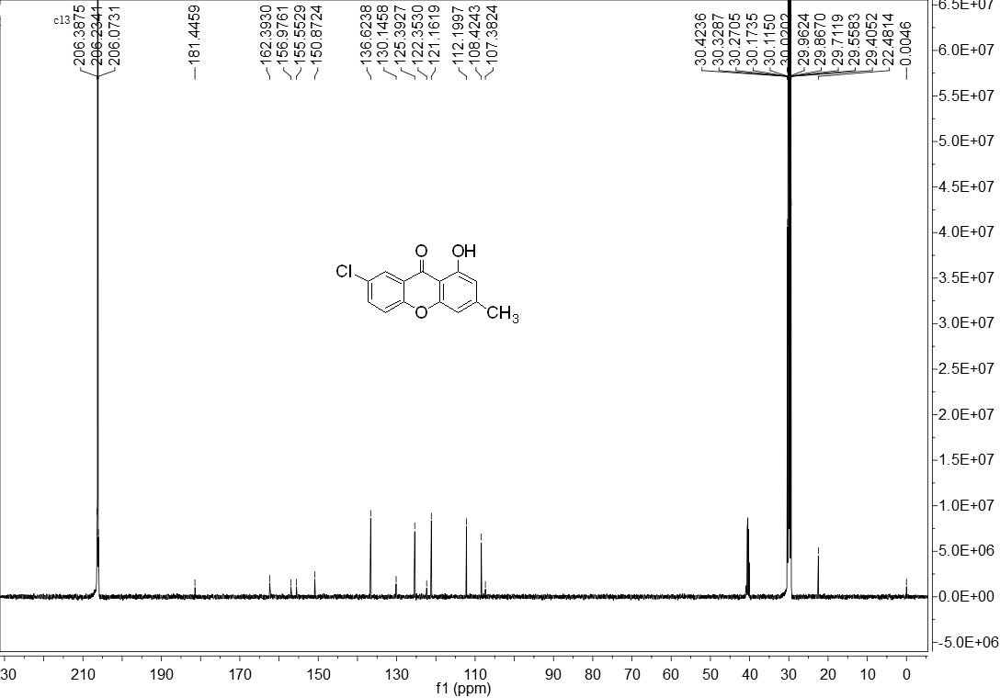 c13
206.3875
206.2341
206.0731
181.4459
162.3930
156.9761
155.5529
150.8724
136.6238
130.1458
125.3927
122.3530
121.1619
112.1997
108.4243
107.3824
30.4236
30.3287
30.2705
30.1735
30.1150
30.0202
29.9624
29.8670
29.7119
29.5583
29.4052
22.4814
-0.0046
6.5E+07
6.0E+07
5.5E+07
5.0E+07
4.5E+07
4.0E+07
3.5E+07
3.0E+07
2.5E+07
2.0E+07
1.5E+07
1.0E+07
5.0E+06
0.0E+00
-5.0E+06
O OH
Cl
O CH3
30 210 190 170 150 130 110 90 80 70 60 50 40 30 20 10 0
f1 (ppm)